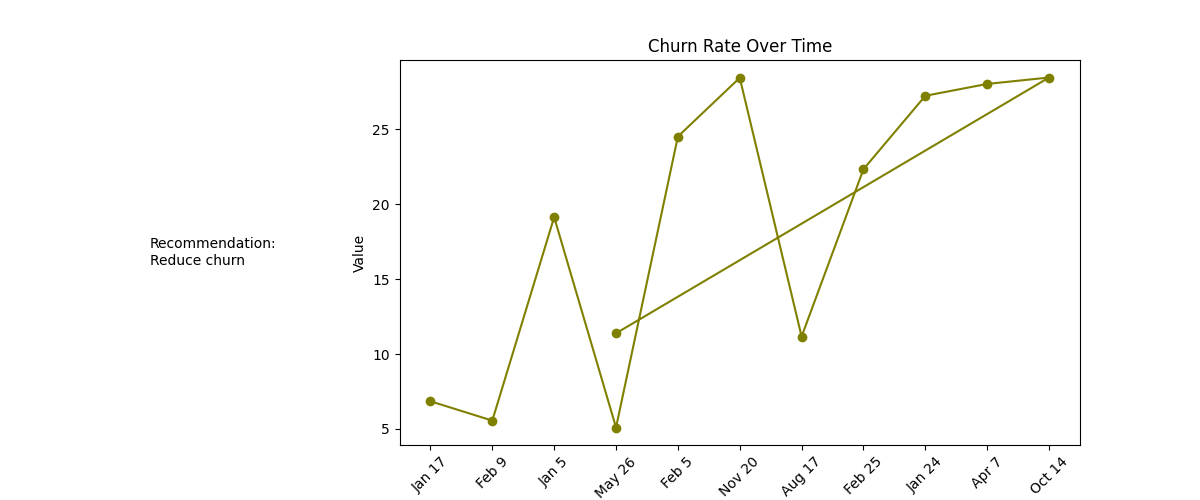 Churn Rate Over Time
Recommendation:
Reduce churn
Value
25
20
15
10
5
Jan 17
Feb 9
Jan 5
May 26
Feb 5
Nov 20
Aug 17
Feb 25
Jan 24
Apr 7
Oct 14